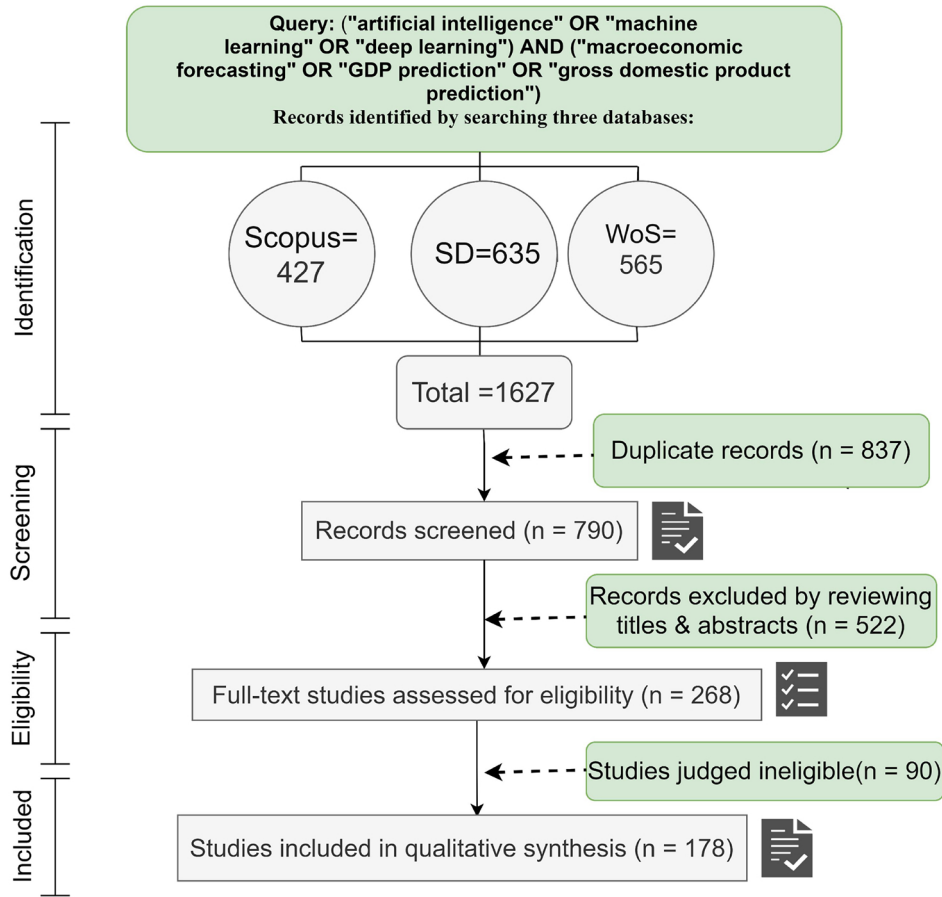 Query: ("artificial intelligence" OR "machine
learning" OR "deep learning") AND ("macroeconomic
forecasting" OR "GDP prediction" OR "gross domestic product
prediction")
Records identified by searching three databases:
Identification
Scopus=
427
SD=635
WoS=
565
Total =1627
Screening
Duplicate records (n = 837)
Records screened (n = 790)
Records excluded by reviewing
titles & abstracts (n = 522)
Eligibility
Full-text studies assessed for eligibility (n = 268)
Studies judged ineligible(n = 90)
Included
Studies included in qualitative synthesis (n = 178)